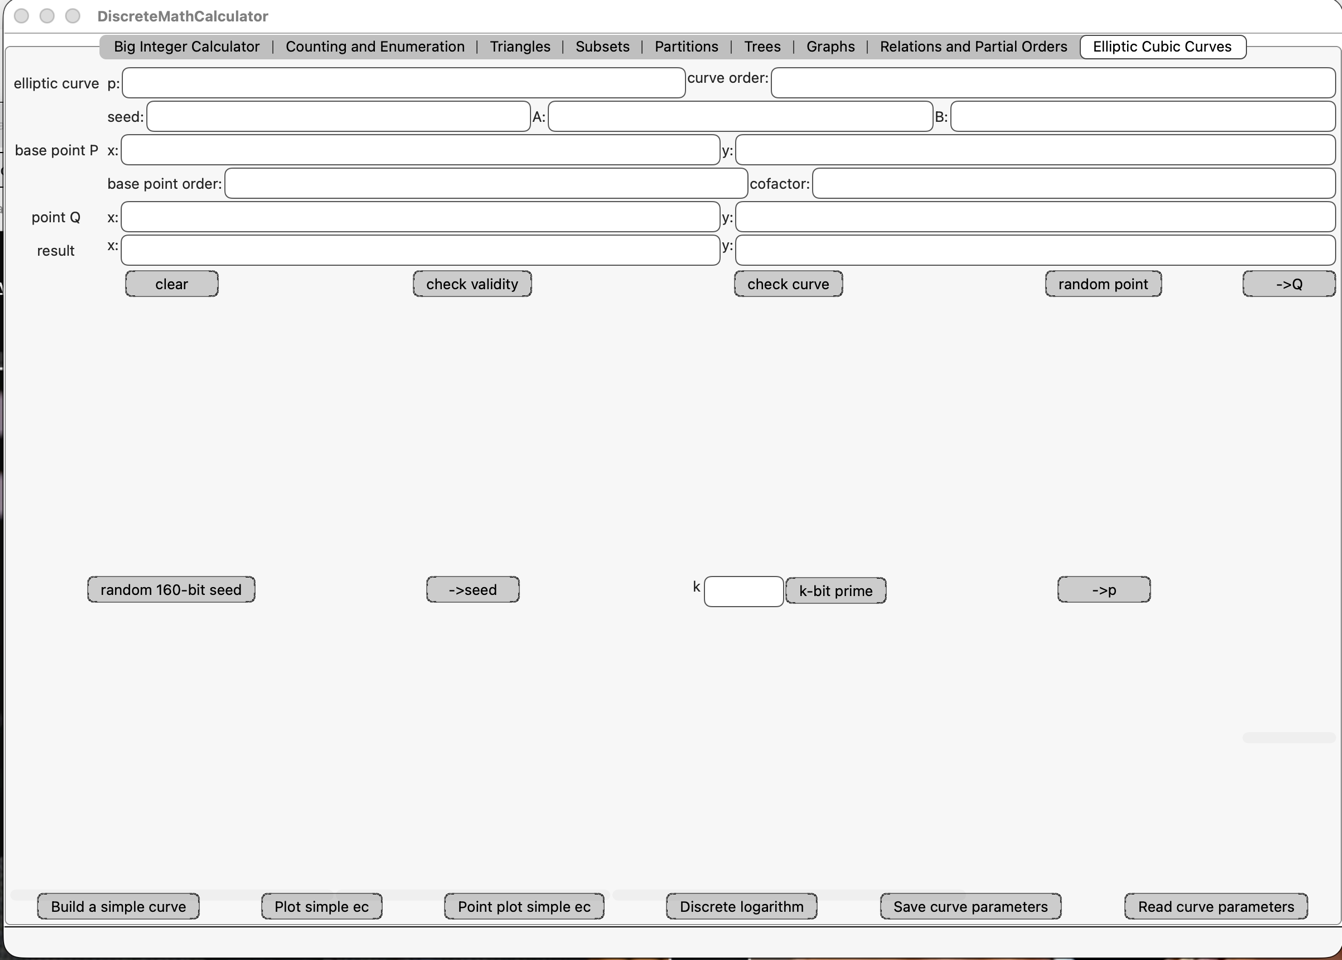 DiscreteMathCalculator
Big Integer Calculator | Counting and Enumeration | Triangles | Subsets | Partitions | Trees | Graphs | Relations and Partial Orders Elliptic Cubic Curves
elliptic curve p: curve order:
seed: A: B:
base point P x: y:
base point order: cofactor:
point Q x: y:
result x: y:
clear check validity check curve random point ->Q
random 160-bit seed ->seed k k-bit prime ->p
Build a simple curve Plot simple ec Point plot simple ec Discrete logarithm Save curve parameters Read curve parameters